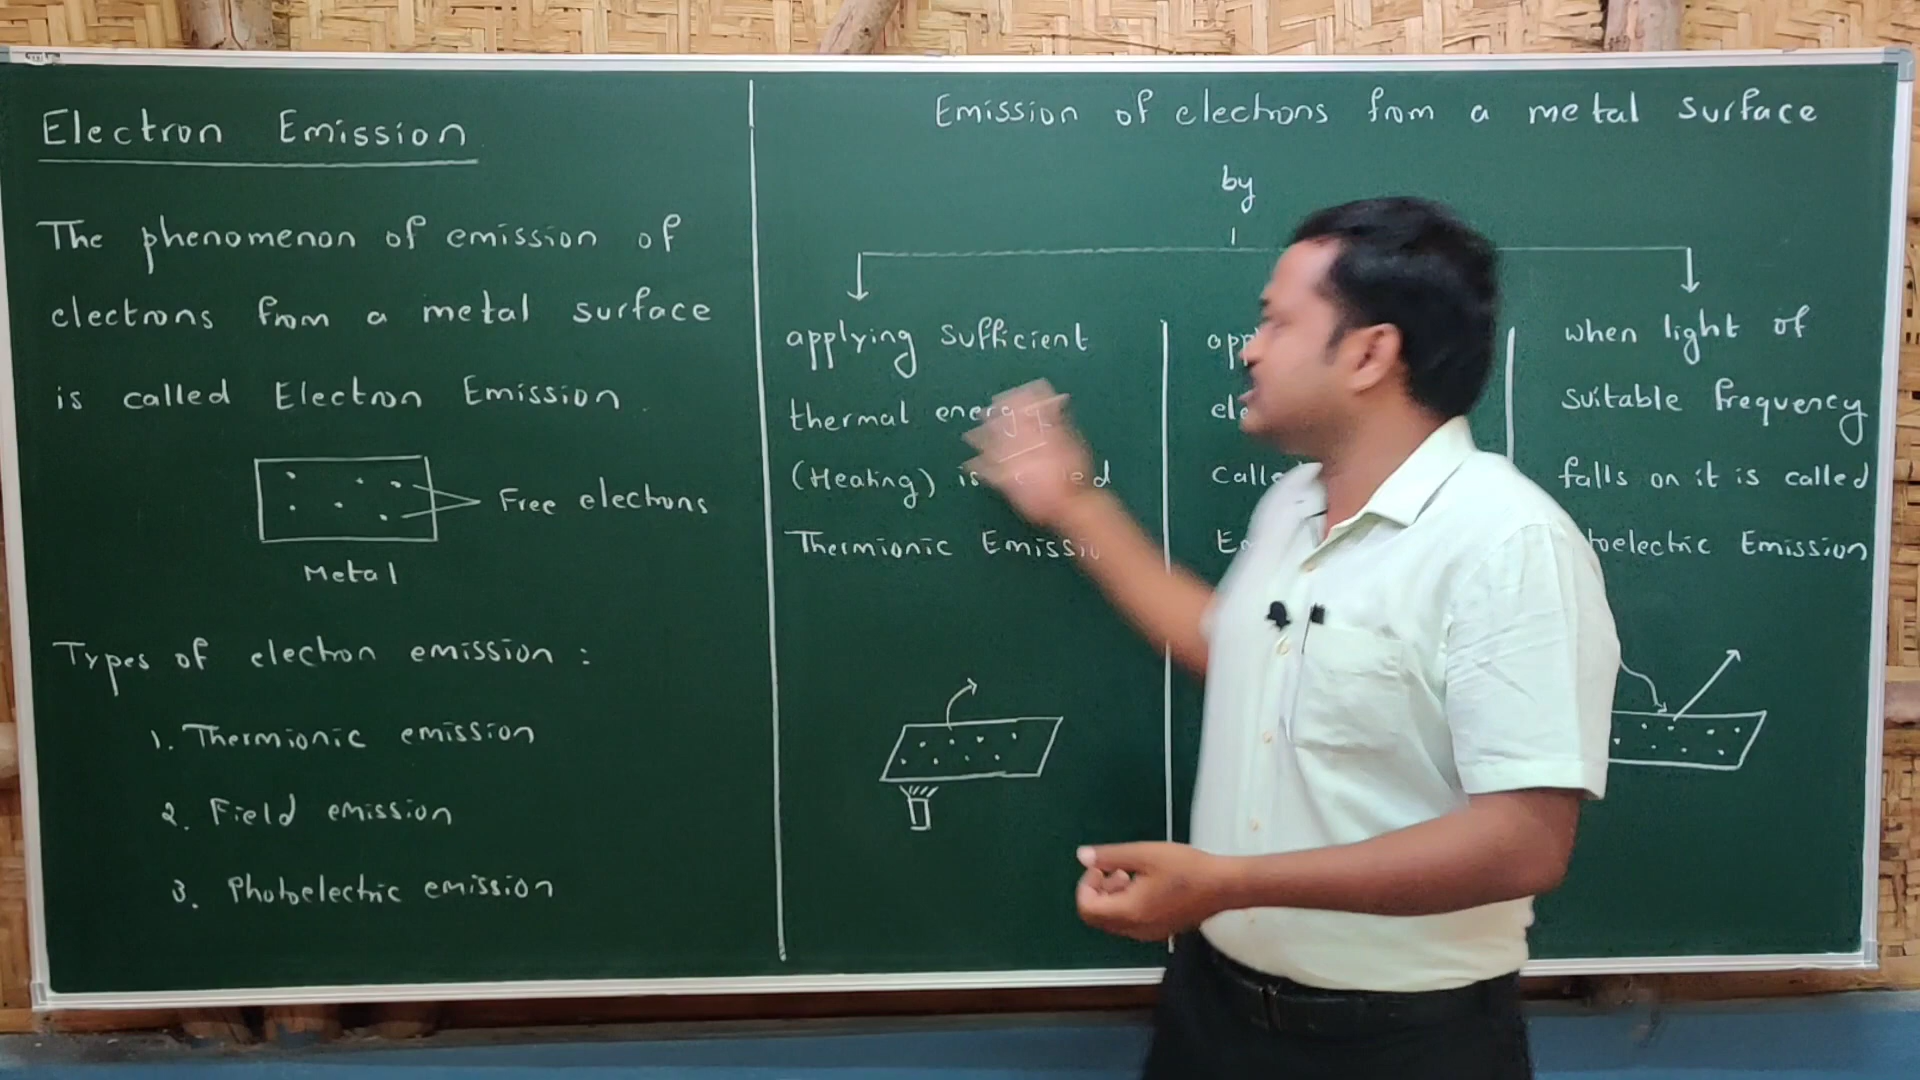 Electron Emission
The phenomenon of emission of
electrons from a metal surface
is called Electron Emission.
Free electrons
Metal
Types of electron emission :
1. Thermionic emission
2. Field emission
3. Photoelectric emission
Emission of electrons from a metal surface
by
applying sufficient
thermal energy
(Heating) is
Thermionic
when light of
suitable frequency
falls on it is called
Emission